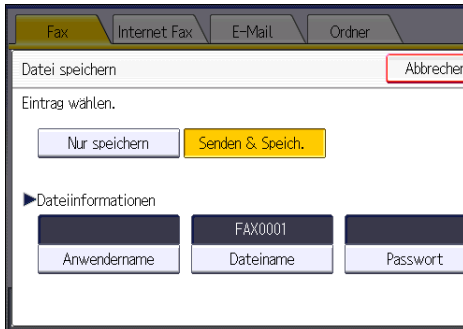 Fax Internet Fax E-Mail Ordner
Datei speichern Abbrechen
Eintrag wählen.
Nur speichern Senden & Speich.
►Dateiinformationen
FAX0001
Anwendername Dateiname Passwort